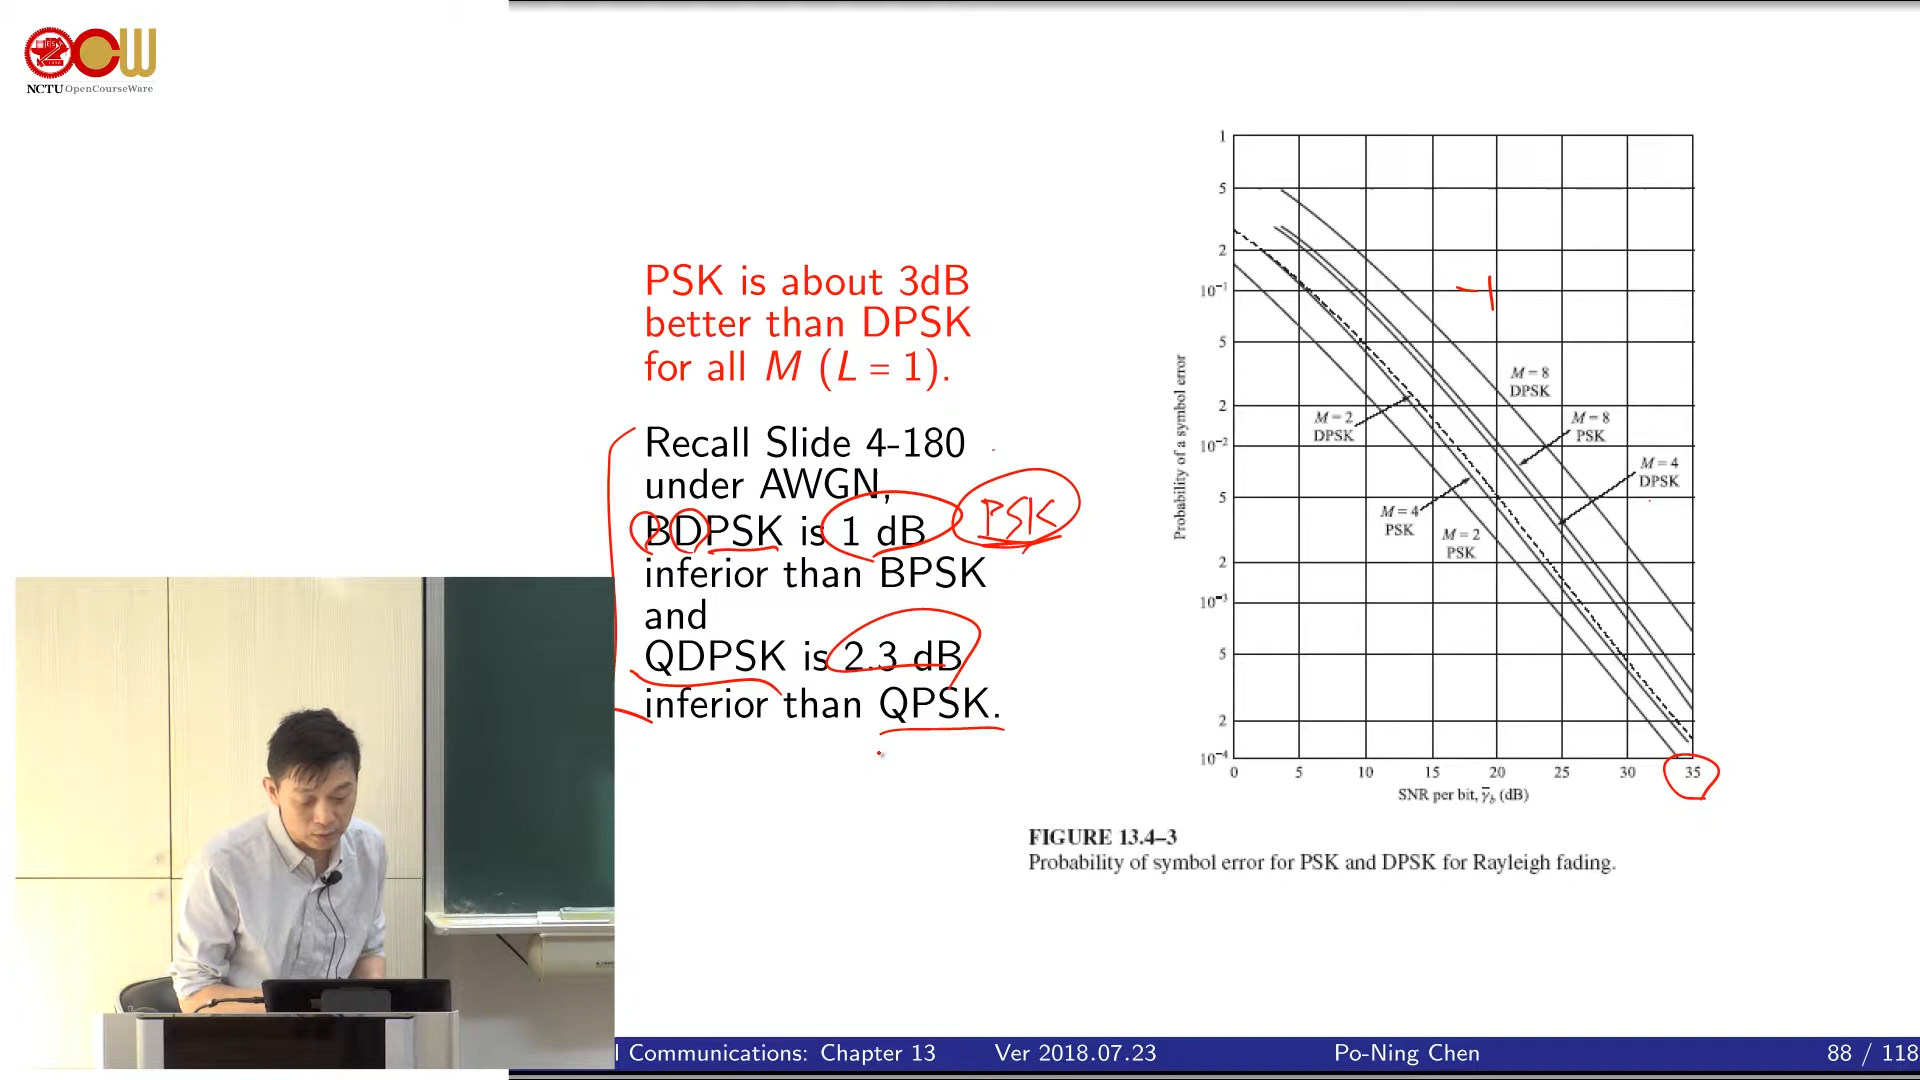 NCTU OpenCourseWare
PSK is about 3dB
better than DPSK
for all M (L = 1).
Recall Slide 4-180
under AWGN,
BDPSK is 1 dB
PSK
inferior than BPSK
and
QDPSK is 2.3 dB
inferior than QPSK.
Probability of a symbol error
1
5
2
10⁻¹
5
2
10⁻²
5
2
10⁻³
5
2
10⁻⁴
0 5 10 15 20 25 30 35
SNR per bit, γ̄b (dB)
M = 8
DPSK
M = 2
DPSK
M = 8
PSK
M = 4
DPSK
M = 4
PSK
M = 2
PSK
FIGURE 13.4–3
Probability of symbol error for PSK and DPSK for Rayleigh fading.
l Communications: Chapter 13 Ver 2018.07.23 Po-Ning Chen 88 / 118